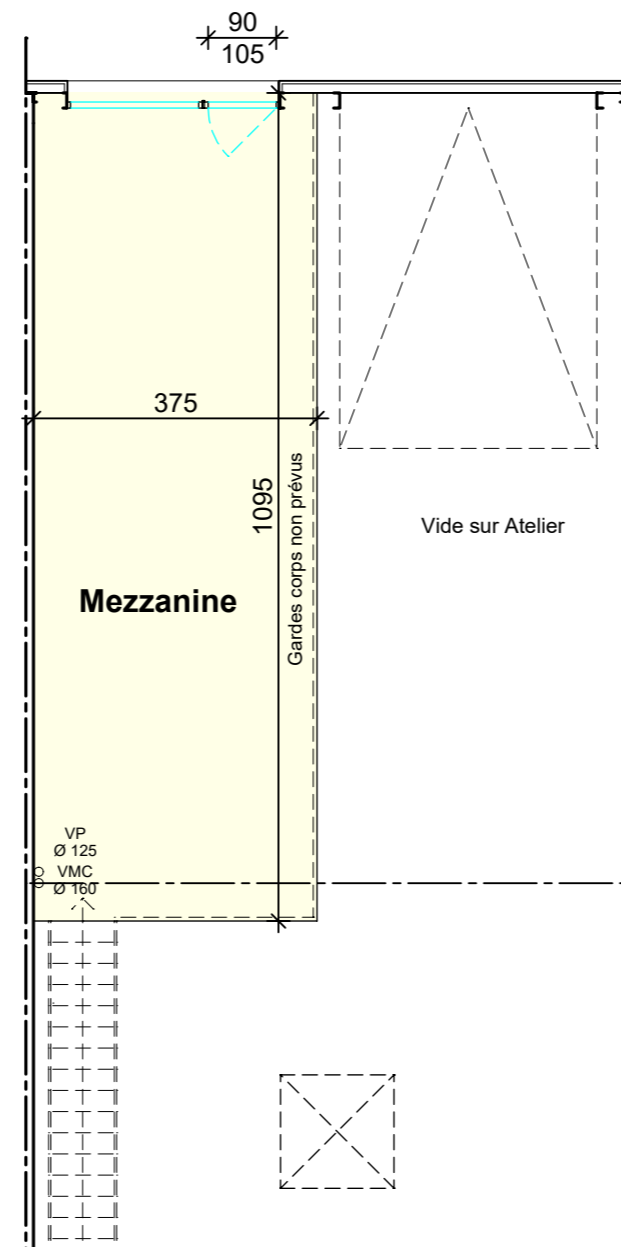 90
105
375
1095
Gardes corps non prévus
Vide sur Atelier
Mezzanine
VP
Ø 125
VMC
Ø 160